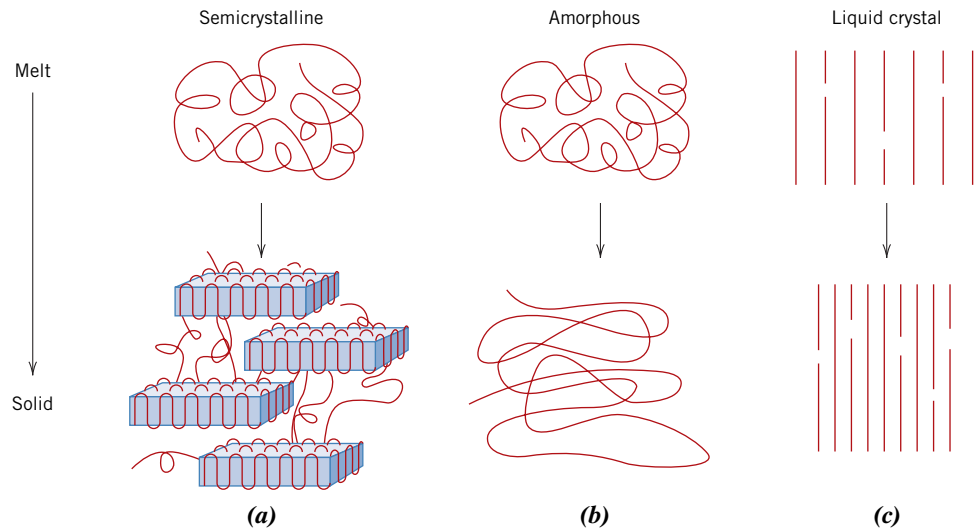 Semicrystalline
Amorphous
Liquid crystal
Melt
Solid
(a)
(b)
(c)